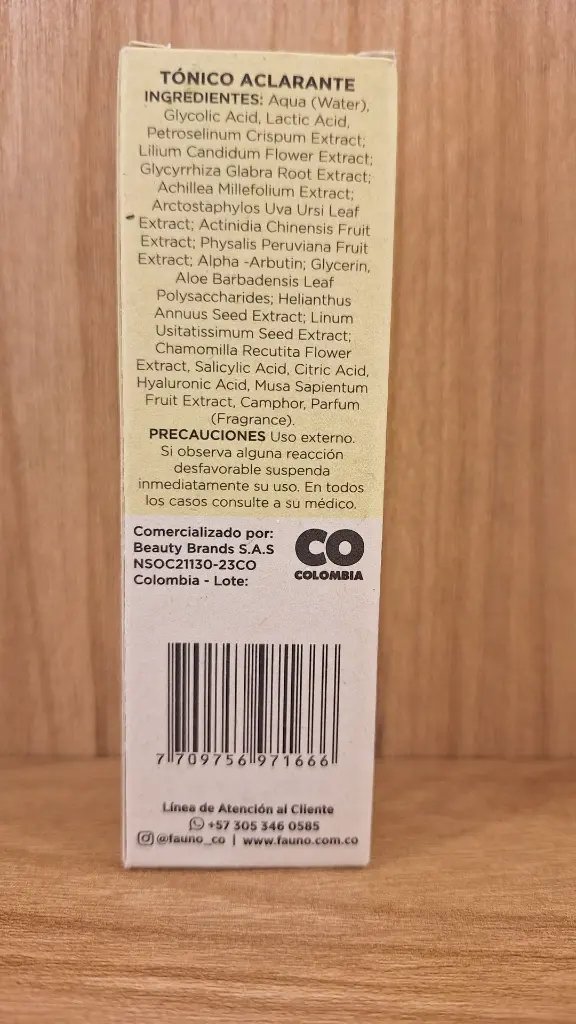 TÓNICO ACLARANTE
INGREDIENTES: Aqua (Water),
Glycolic Acid, Lactic Acid,
Petroselinum Crispum Extract;
Lilium Candidum Flower Extract;
Glycyrrhiza Glabra Root Extract;
Achillea Millefolium Extract;
Arctostaphylos Uva Ursi Leaf
Extract; Actinidia Chinensis Fruit
Extract; Physalis Peruviana Fruit
Extract; Alpha -Arbutin; Glycerin,
Aloe Barbadensis Leaf
Polysaccharides; Helianthus
Annuus Seed Extract; Linum
Usitatissimum Seed Extract;
Chamomilla Recutita Flower
Extract, Salicylic Acid, Citric Acid,
Hyaluronic Acid, Musa Sapientum
Fruit Extract, Camphor, Parfum
(Fragrance).
PRECAUCIONES Uso externo.
Si observa alguna reacción
desfavorable suspenda
inmediatamente su uso. En todos
los casos consulte a su médico.
Comercializado por:
Beauty Brands S.A.S
NSOC21130-23CO
Colombia - Lote:
CO
COLOMBIA
7 709756 971666
Línea de Atención al Cliente
+57 305 346 0585
@fauno_co | www.fauno.com.co